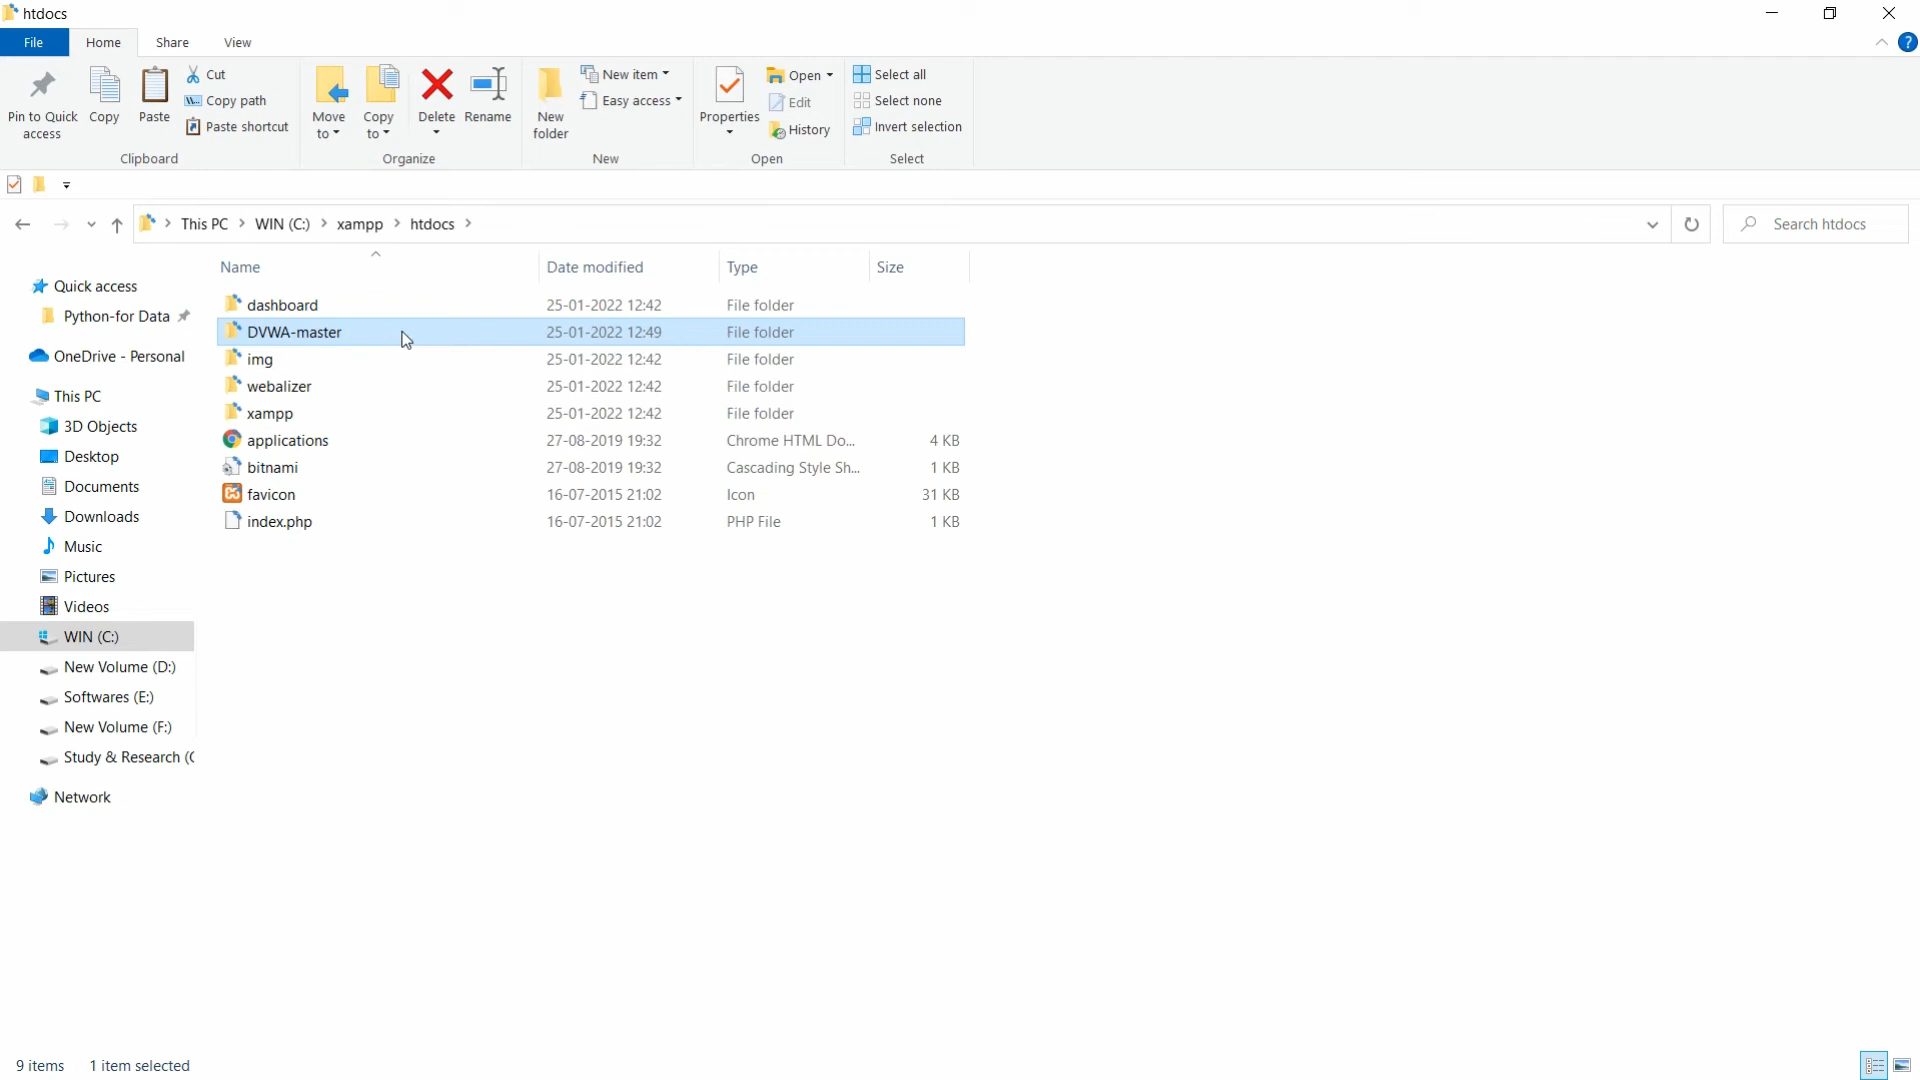 htdocs
File Home Share View
Pin to Quick access
Copy
Paste
Cut
Copy path
Paste shortcut
Clipboard
Move to
Copy to
Delete
Rename
Organize
New folder
New item
Easy access
New
Properties
Open
Edit
History
Open
Select all
Select none
Invert selection
Select
This PC > WIN (C:) > xampp > htdocs >
Search htdocs
Name Date modified Type Size
dashboard 25-01-2022 12:42 File folder
DVWA-master 25-01-2022 12:49 File folder
img 25-01-2022 12:42 File folder
webalizer 25-01-2022 12:42 File folder
xampp 25-01-2022 12:42 File folder
applications 27-08-2019 19:32 Chrome HTML Do... 4 KB
bitnami 27-08-2019 19:32 Cascading Style Sh... 1 KB
favicon 16-07-2015 21:02 Icon 31 KB
index.php 16-07-2015 21:02 PHP File 1 KB
Quick access
Python-for Data
OneDrive - Personal
This PC
3D Objects
Desktop
Documents
Downloads
Music
Pictures
Videos
WIN (C:)
New Volume (D:)
Softwares (E:)
New Volume (F:)
Study & Research (
Network
9 items 1 item selected